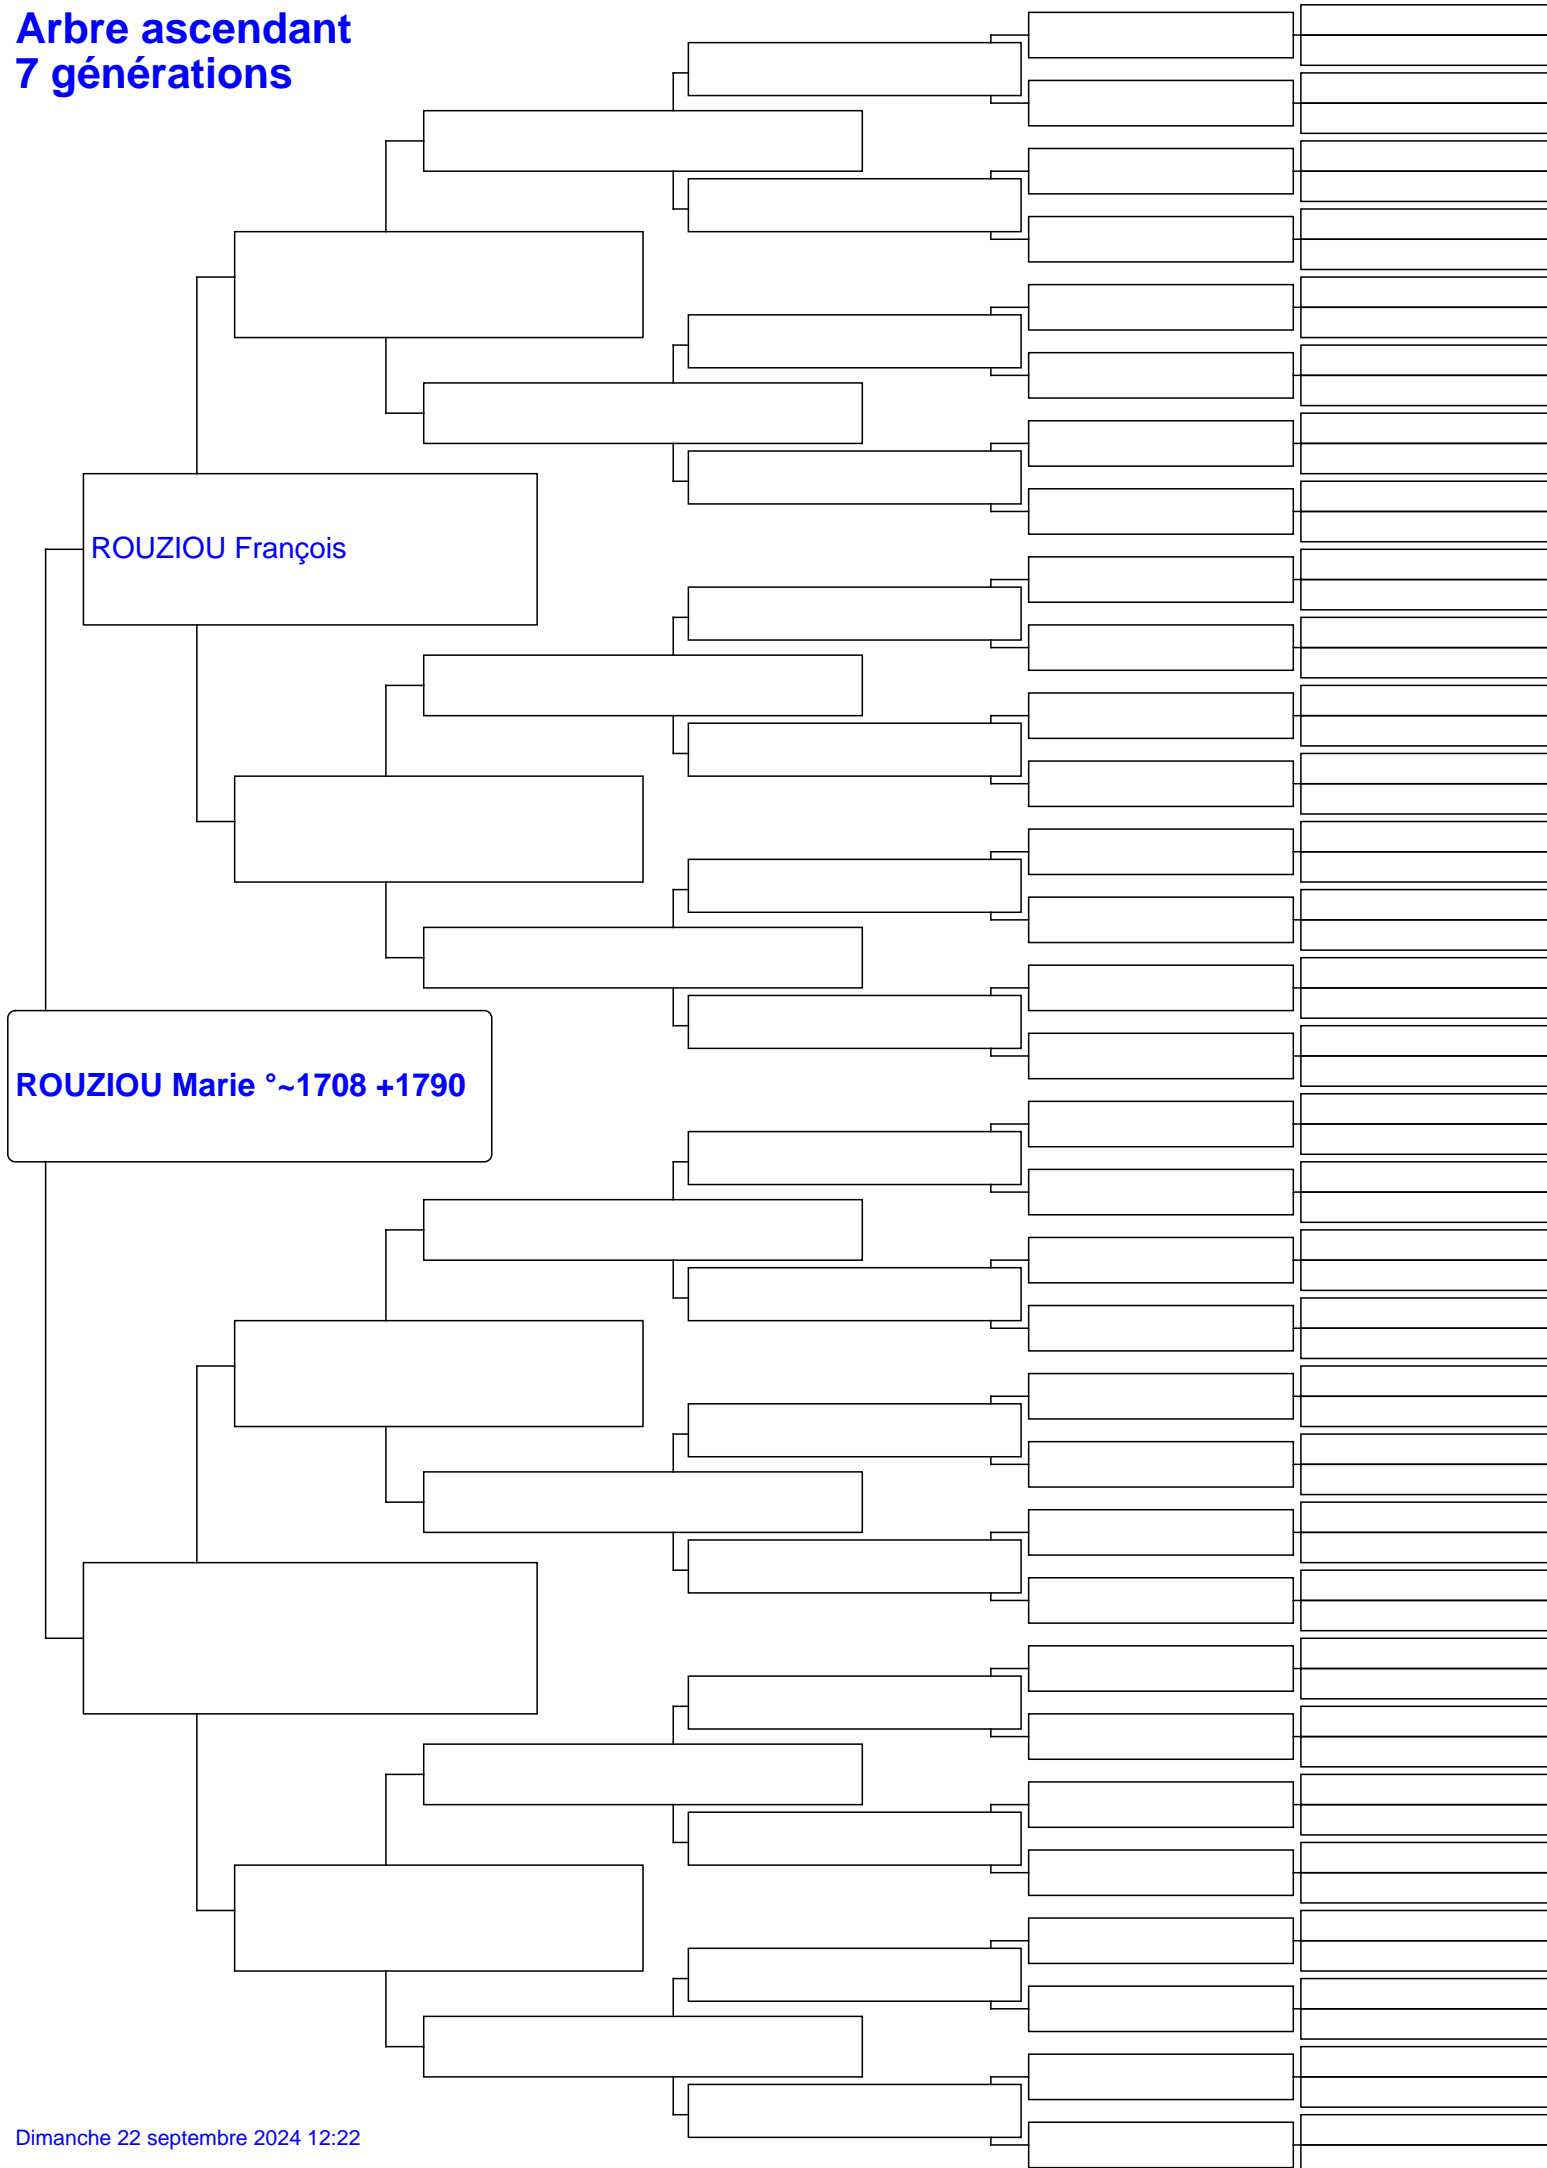 Arbre ascendant
7 générations
ROUZIOU François
ROUZIOU Marie °~1708 +1790
Dimanche 22 septembre 2024 12:22